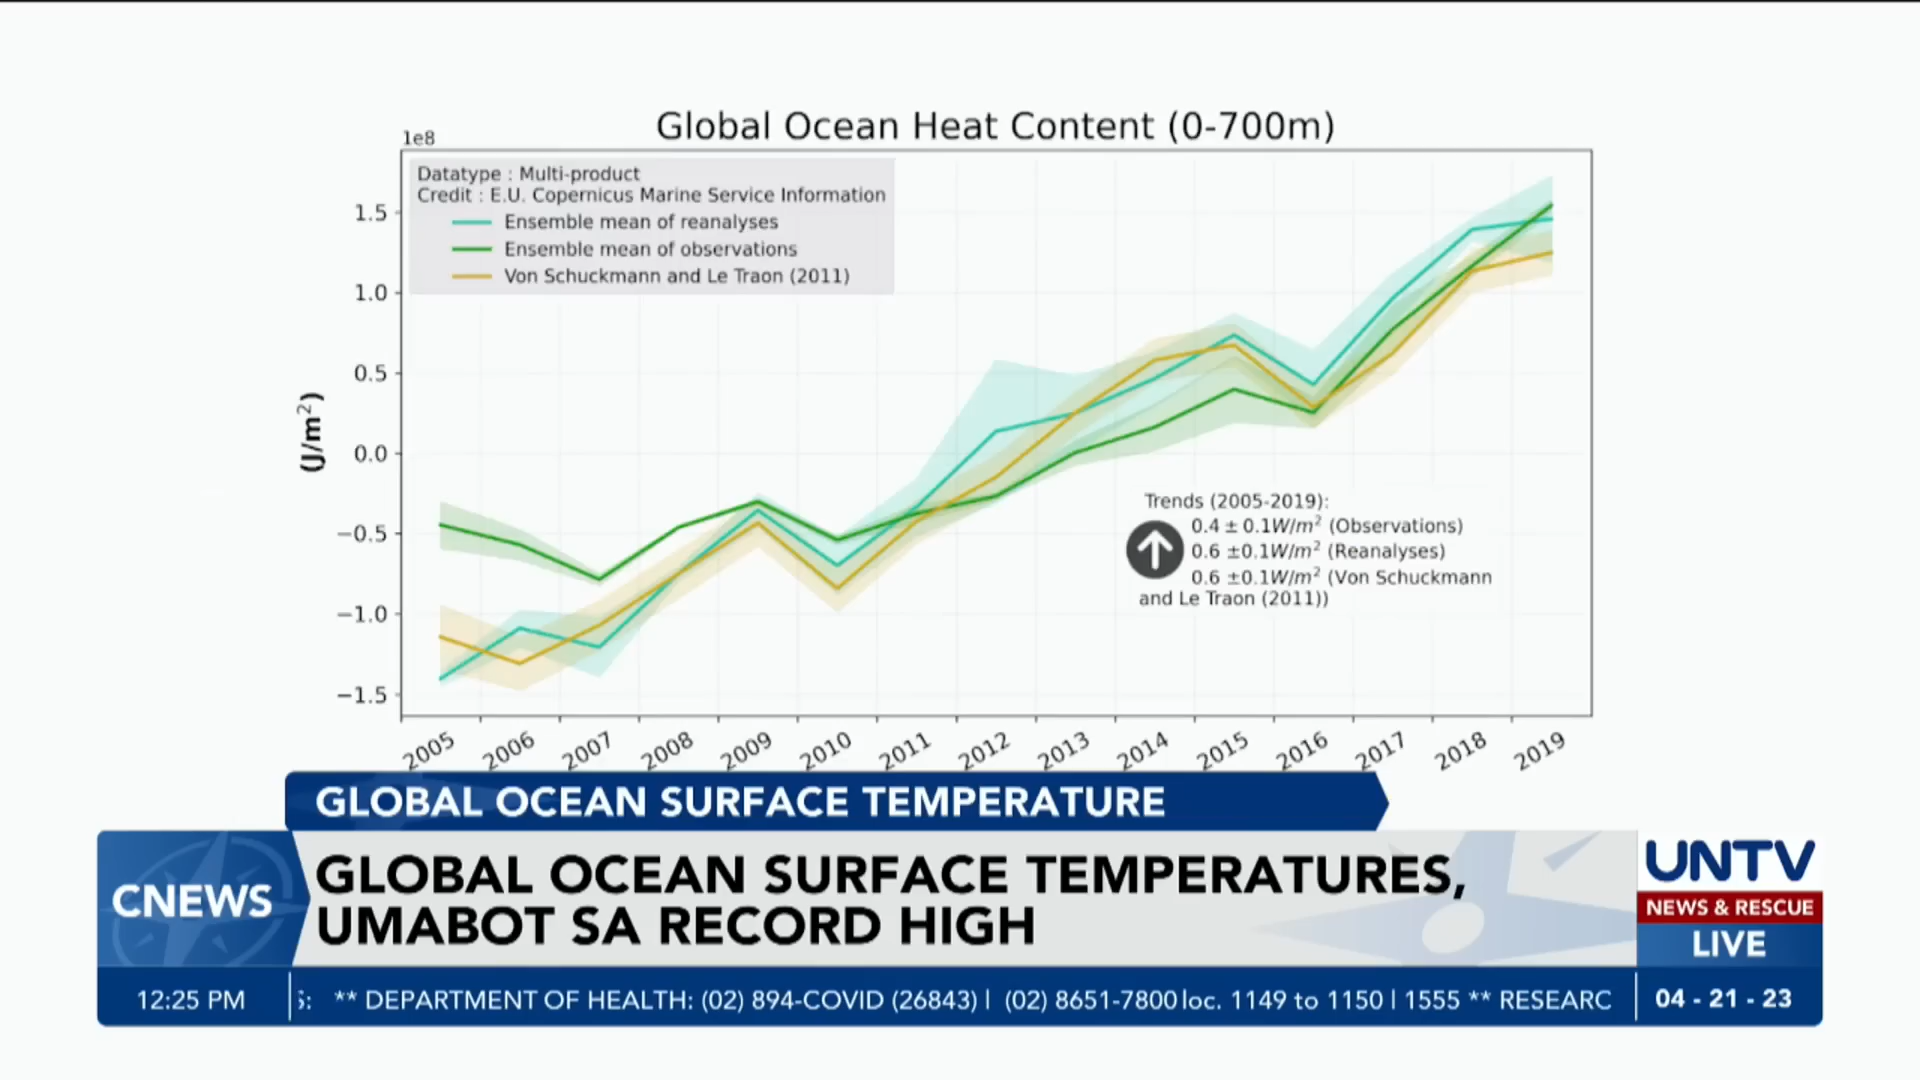 Global Ocean Heat Content (0-700m)
1e8
Datatype : Multi-product
Credit : E.U. Copernicus Marine Service Information
Ensemble mean of reanalyses
Ensemble mean of observations
Von Schuckmann and Le Traon (2011)
1.5
1.0
0.5
0.0
−0.5
−1.0
−1.5
(J/m²)
Trends (2005-2019):
0.4 ± 0.1W/m² (Observations)
0.6 ±0.1W/m² (Reanalyses)
0.6 ±0.1W/m² (Von Schuckmann
and Le Traon (2011))
2005 2006 2007 2008 2009 2010 2011 2012 2013 2014 2015 2016 2017 2018 2019
GLOBAL OCEAN SURFACE TEMPERATURE
CNEWS
GLOBAL OCEAN SURFACE TEMPERATURES,
UMABOT SA RECORD HIGH
UNTV
NEWS & RESCUE
LIVE
12:25 PM
: ** DEPARTMENT OF HEALTH: (02) 894-COVID (26843) | (02) 8651-7800 loc. 1149 to 1150 | 1555 ** RESEARC
04 - 21 - 23